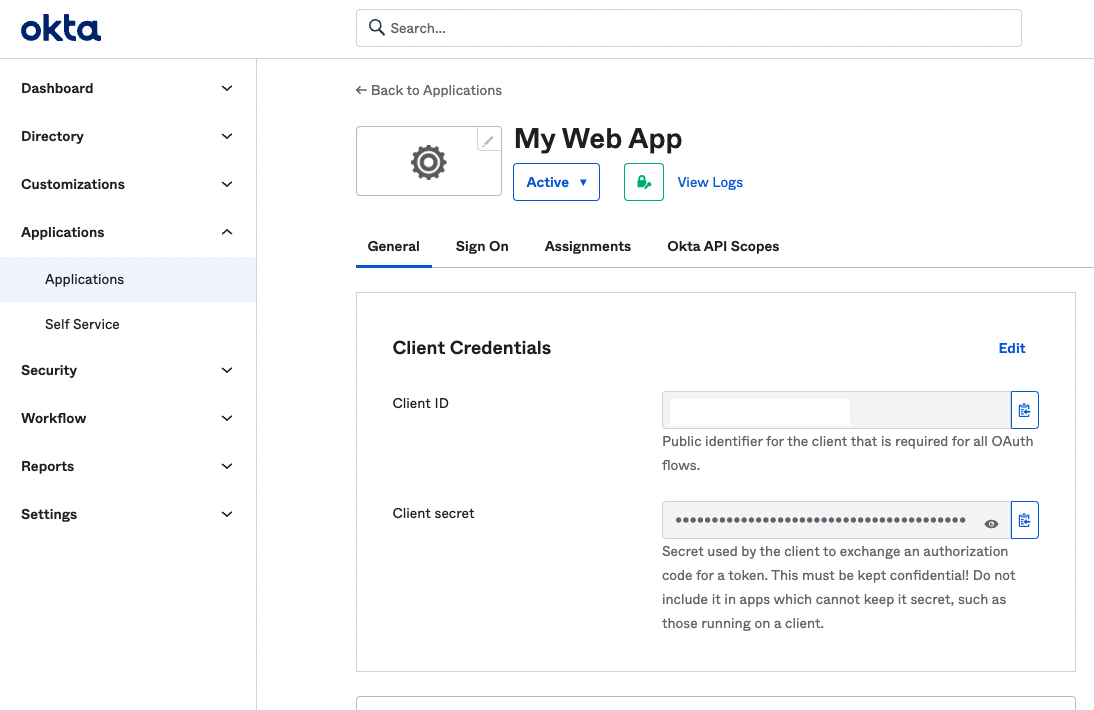 okta
Search...
Dashboard
Directory
Customizations
Applications
Applications
Self Service
Security
Workflow
Reports
Settings
← Back to Applications
My Web App
Active ▼
View Logs
General Sign On Assignments Okta API Scopes
Client Credentials Edit
Client ID
Public identifier for the client that is required for all OAuth
flows.
Client secret
••••••••••••••••••••••••••••••••••••••••
Secret used by the client to exchange an authorization
code for a token. This must be kept confidential! Do not
include it in apps which cannot keep it secret, such as
those running on a client.